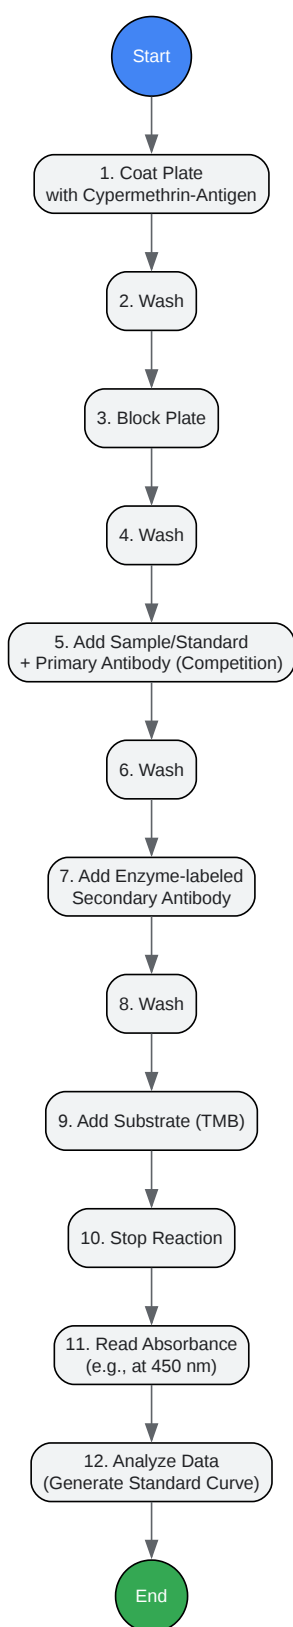 Start
1. Coat Plate
with Cypermethrin-Antigen
2. Wash
3. Block Plate
4. Wash
5. Add Sample/Standard
+ Primary Antibody (Competition)
6. Wash
7. Add Enzyme-labeled
Secondary Antibody
8. Wash
9. Add Substrate (TMB)
10. Stop Reaction
11. Read Absorbance
(e.g., at 450 nm)
12. Analyze Data
(Generate Standard Curve)
End